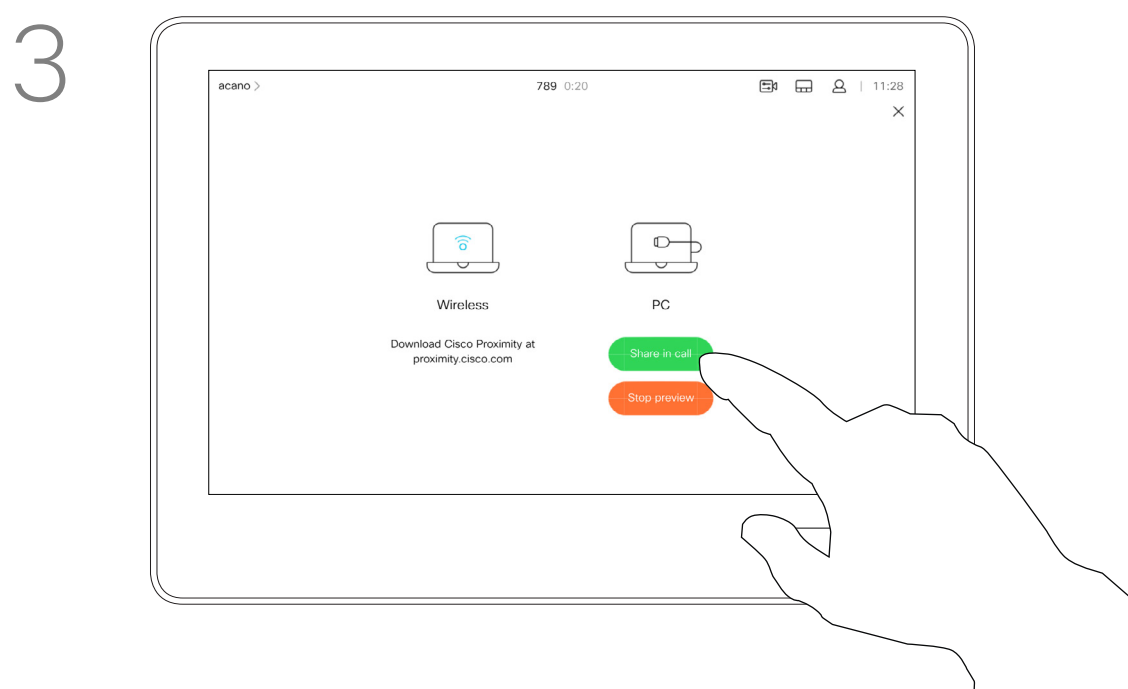 3
acano >
789 0:20
11:28
Wireless
PC
Download Cisco Proximity at
proximity.cisco.com
Share in call
Stop preview